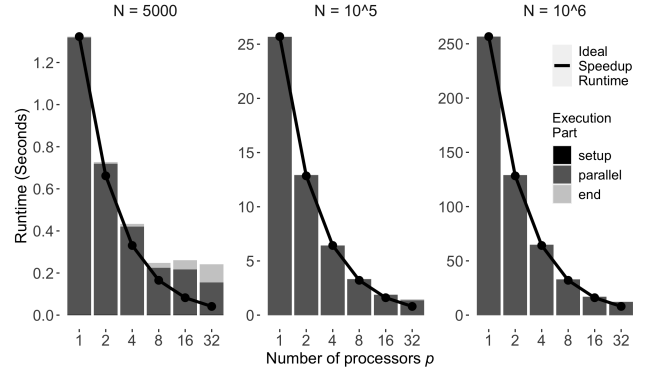 N = 5000 N = 10^5 N = 10^6
Runtime (Seconds)
1.2
1.0
0.8
0.6
0.4
0.2
0.0
1 2 4 8 16 32
25
20
15
10
5
0
1 2 4 8 16 32
250
200
150
100
50
0
1 2 4 8 16 32
Number of processors p
Ideal
Speedup
Runtime
Execution
Part
setup
parallel
end